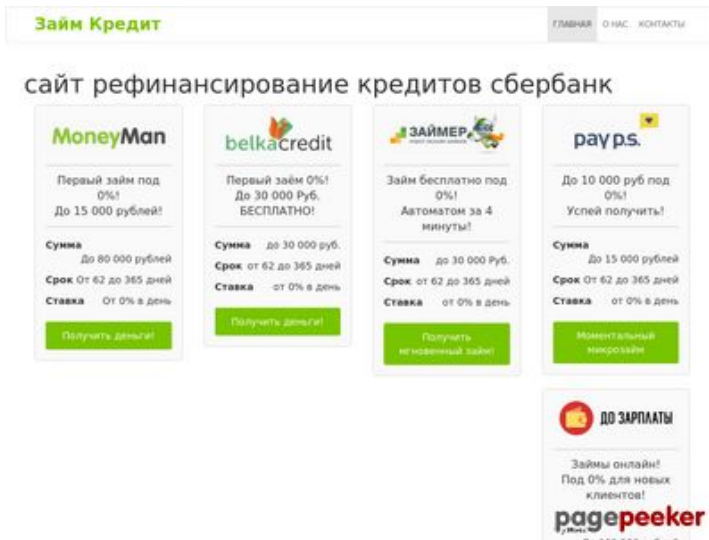 Займ Кредит
ГЛАВНАЯ О НАС КОНТАКТЫ
сайт рефинансирование кредитов сбербанк
MoneyMan
Первый займ под
0%!
До 15 000 рублей!
Сумма
До 80 000 рублей
Срок От 62 до 365 дней
Ставка От 0% в день
Получить деньги!
belkacredit
Первый заём 0%!
До 30 000 Руб.
БЕСПЛАТНО!
Сумма до 30 000 руб.
Срок от 62 до 365 дней
Ставка от 0% в день
Получить деньги!
ЗАЙМЕР
Займ бесплатно под
0%!
Автоматом за 4
минуты!
Сумма до 30 000 Руб.
Срок от 62 до 365 дней
Ставка от 0% в день
Получить
мгновенный займ!
pay p.s.
До 10 000 руб под
0%!
Успей получить!
Сумма
До 15 000 рублей
Срок От 62 до 365 дней
Ставка от 0% в день
Моментальный
микрозайм
ДО ЗАРПЛАТЫ
Займы онлайн!
Под 0% для новых
клиентов!
pagepeeker